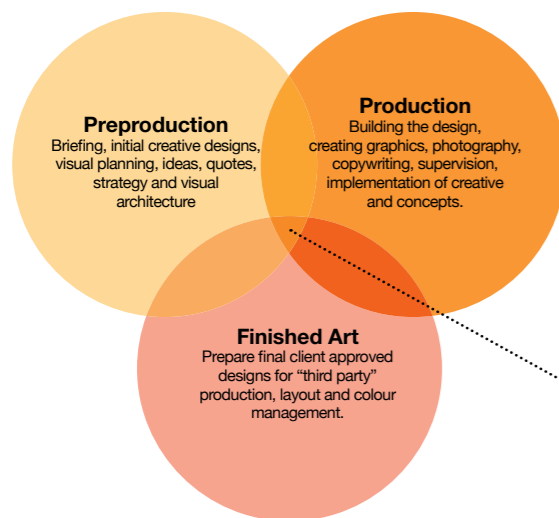 Preproduction
Briefing, initial creative designs,
visual planning, ideas, quotes,
strategy and visual
architecture
Production
Building the design,
creating graphics, photography,
copywriting, supervision,
implementation of creative
and concepts.
Finished Art
Prepare final client approved
designs for “third party”
production, layout and colour
management.